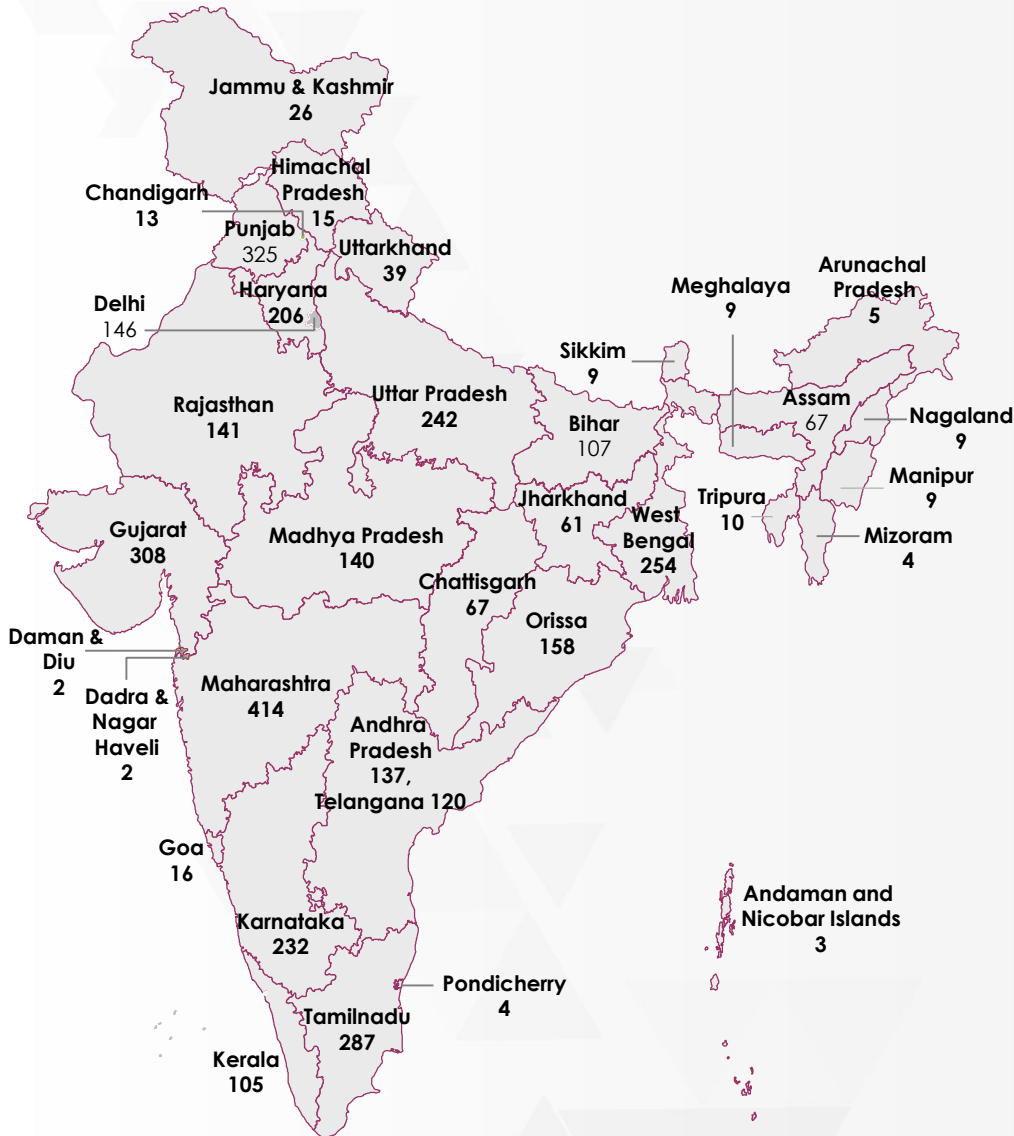 Jammu & Kashmir
26
Himachal
Pradesh
15
Chandigarh
13
Punjab
325
Uttarkhand
39
Haryana
206
Delhi
146
Meghalaya
9
Arunachal
Pradesh
5
Sikkim
9
Rajasthan
141
Uttar Pradesh
242
Bihar
107
Assam
67
Nagaland
9
Manipur
9
Tripura
10
Mizoram
4
Jharkhand
61
West
Bengal
254
Gujarat
308
Madhya Pradesh
140
Chattisgarh
67
Orissa
158
Daman &
Diu
2
Dadra &
Nagar
Haveli
2
Maharashtra
414
Andhra
Pradesh
137,
Telangana 120
Goa
16
Karnataka
232
Andaman and
Nicobar Islands
3
Pondicherry
4
Tamilnadu
287
Kerala
105